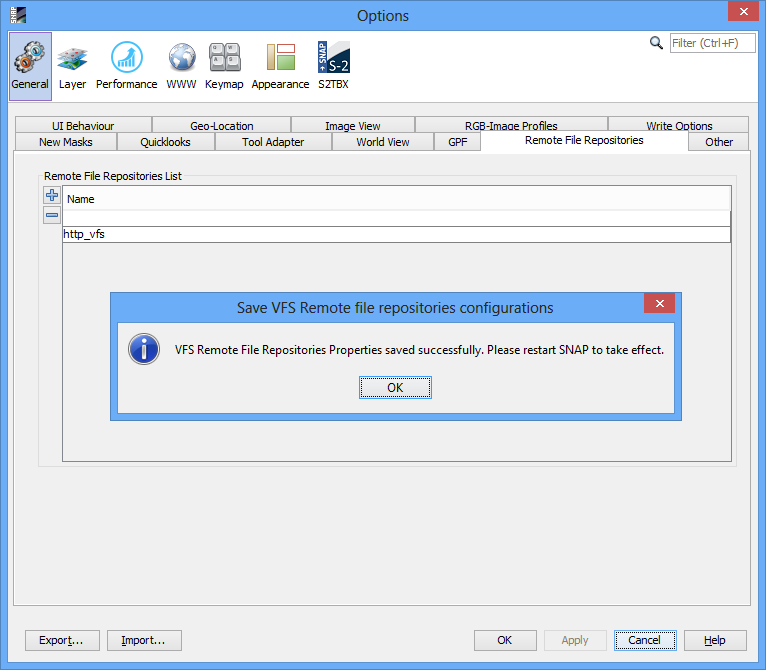 SNAP
Options
Filter (Ctrl+F)
+ SNAP
S-2
General Layer Performance WWW Keymap Appearance S2TBX
UI Behaviour Geo-Location Image View RGB-Image Profiles Write Options
New Masks Quicklooks Tool Adapter World View GPF Remote File Repositories Other
Remote File Repositories List
Name
http_vfs
Save VFS Remote file repositories configurations
VFS Remote File Repositories Properties saved successfully. Please restart SNAP to take effect.
OK
Export... Import... OK Apply Cancel Help